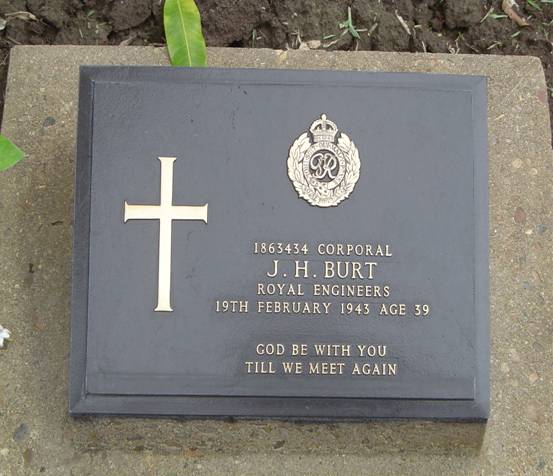 1863434 CORPORAL
J. H. BURT
ROYAL ENGINEERS
19TH FEBRUARY 1943 AGE 39
GOD BE WITH YOU
TILL WE MEET AGAIN